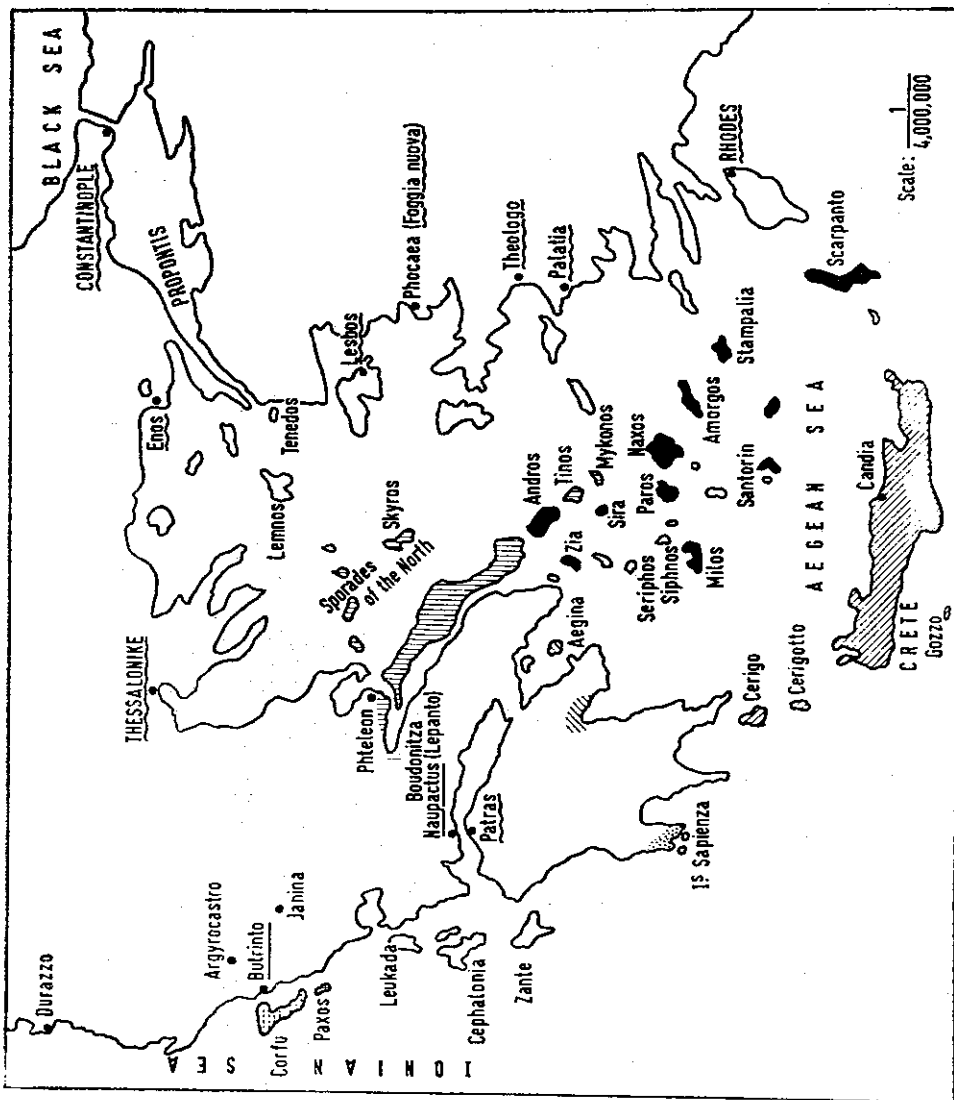 BLACK SEA
CONSTANTINOPLE
PROPONTIS
THESSALONIKE
Enos
Durazzo
Argyrocastro
Butrinto
Janina
Corfu
Paxos
IONIAN SEA
Lemnos
Tenedos
Lesbos
Phocaea (Foggia nuova)
Sporades
of the North
Skyros
Phteleon
Boudonitza
Naupactus (Lepanto)
Patras
Leukada
Cephalonia
Zante
Theologo
Palatia
Andros
Tinos
Mykonos
Zia
Sira
Aegina
Naxos
Paros
Seriphos
Siphnos
Milos
Amorgos
Stampalia
Santorin
RHODES
Scarpanto
Is Sapienza
Cerigo
Cerigotto
AEGEAN SEA
Candia
CRETE
Gozzo
Scale: 1
4,000,000